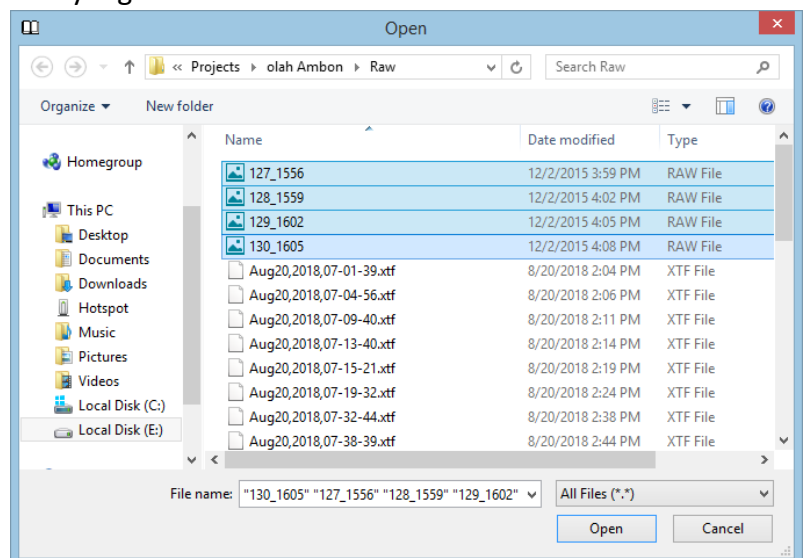 Open
« Projects ▸ olah Ambon ▸ Raw
Search Raw
Organize ▾ New folder
Name Date modified Type
Homegroup
This PC
Desktop
Documents
Downloads
Hotspot
Music
Pictures
Videos
Local Disk (C:)
Local Disk (E:)
127_1556 12/2/2015 3:59 PM RAW File
128_1559 12/2/2015 4:02 PM RAW File
129_1602 12/2/2015 4:05 PM RAW File
130_1605 12/2/2015 4:08 PM RAW File
Aug20,2018,07-01-39.xtf 8/20/2018 2:04 PM XTF File
Aug20,2018,07-04-56.xtf 8/20/2018 2:06 PM XTF File
Aug20,2018,07-09-40.xtf 8/20/2018 2:11 PM XTF File
Aug20,2018,07-13-40.xtf 8/20/2018 2:14 PM XTF File
Aug20,2018,07-15-21.xtf 8/20/2018 2:19 PM XTF File
Aug20,2018,07-19-32.xtf 8/20/2018 2:24 PM XTF File
Aug20,2018,07-32-44.xtf 8/20/2018 2:38 PM XTF File
Aug20,2018,07-38-39.xtf 8/20/2018 2:44 PM XTF File
File name: "130_1605" "127_1556" "128_1559" "129_1602" All Files (*.*)
Open Cancel